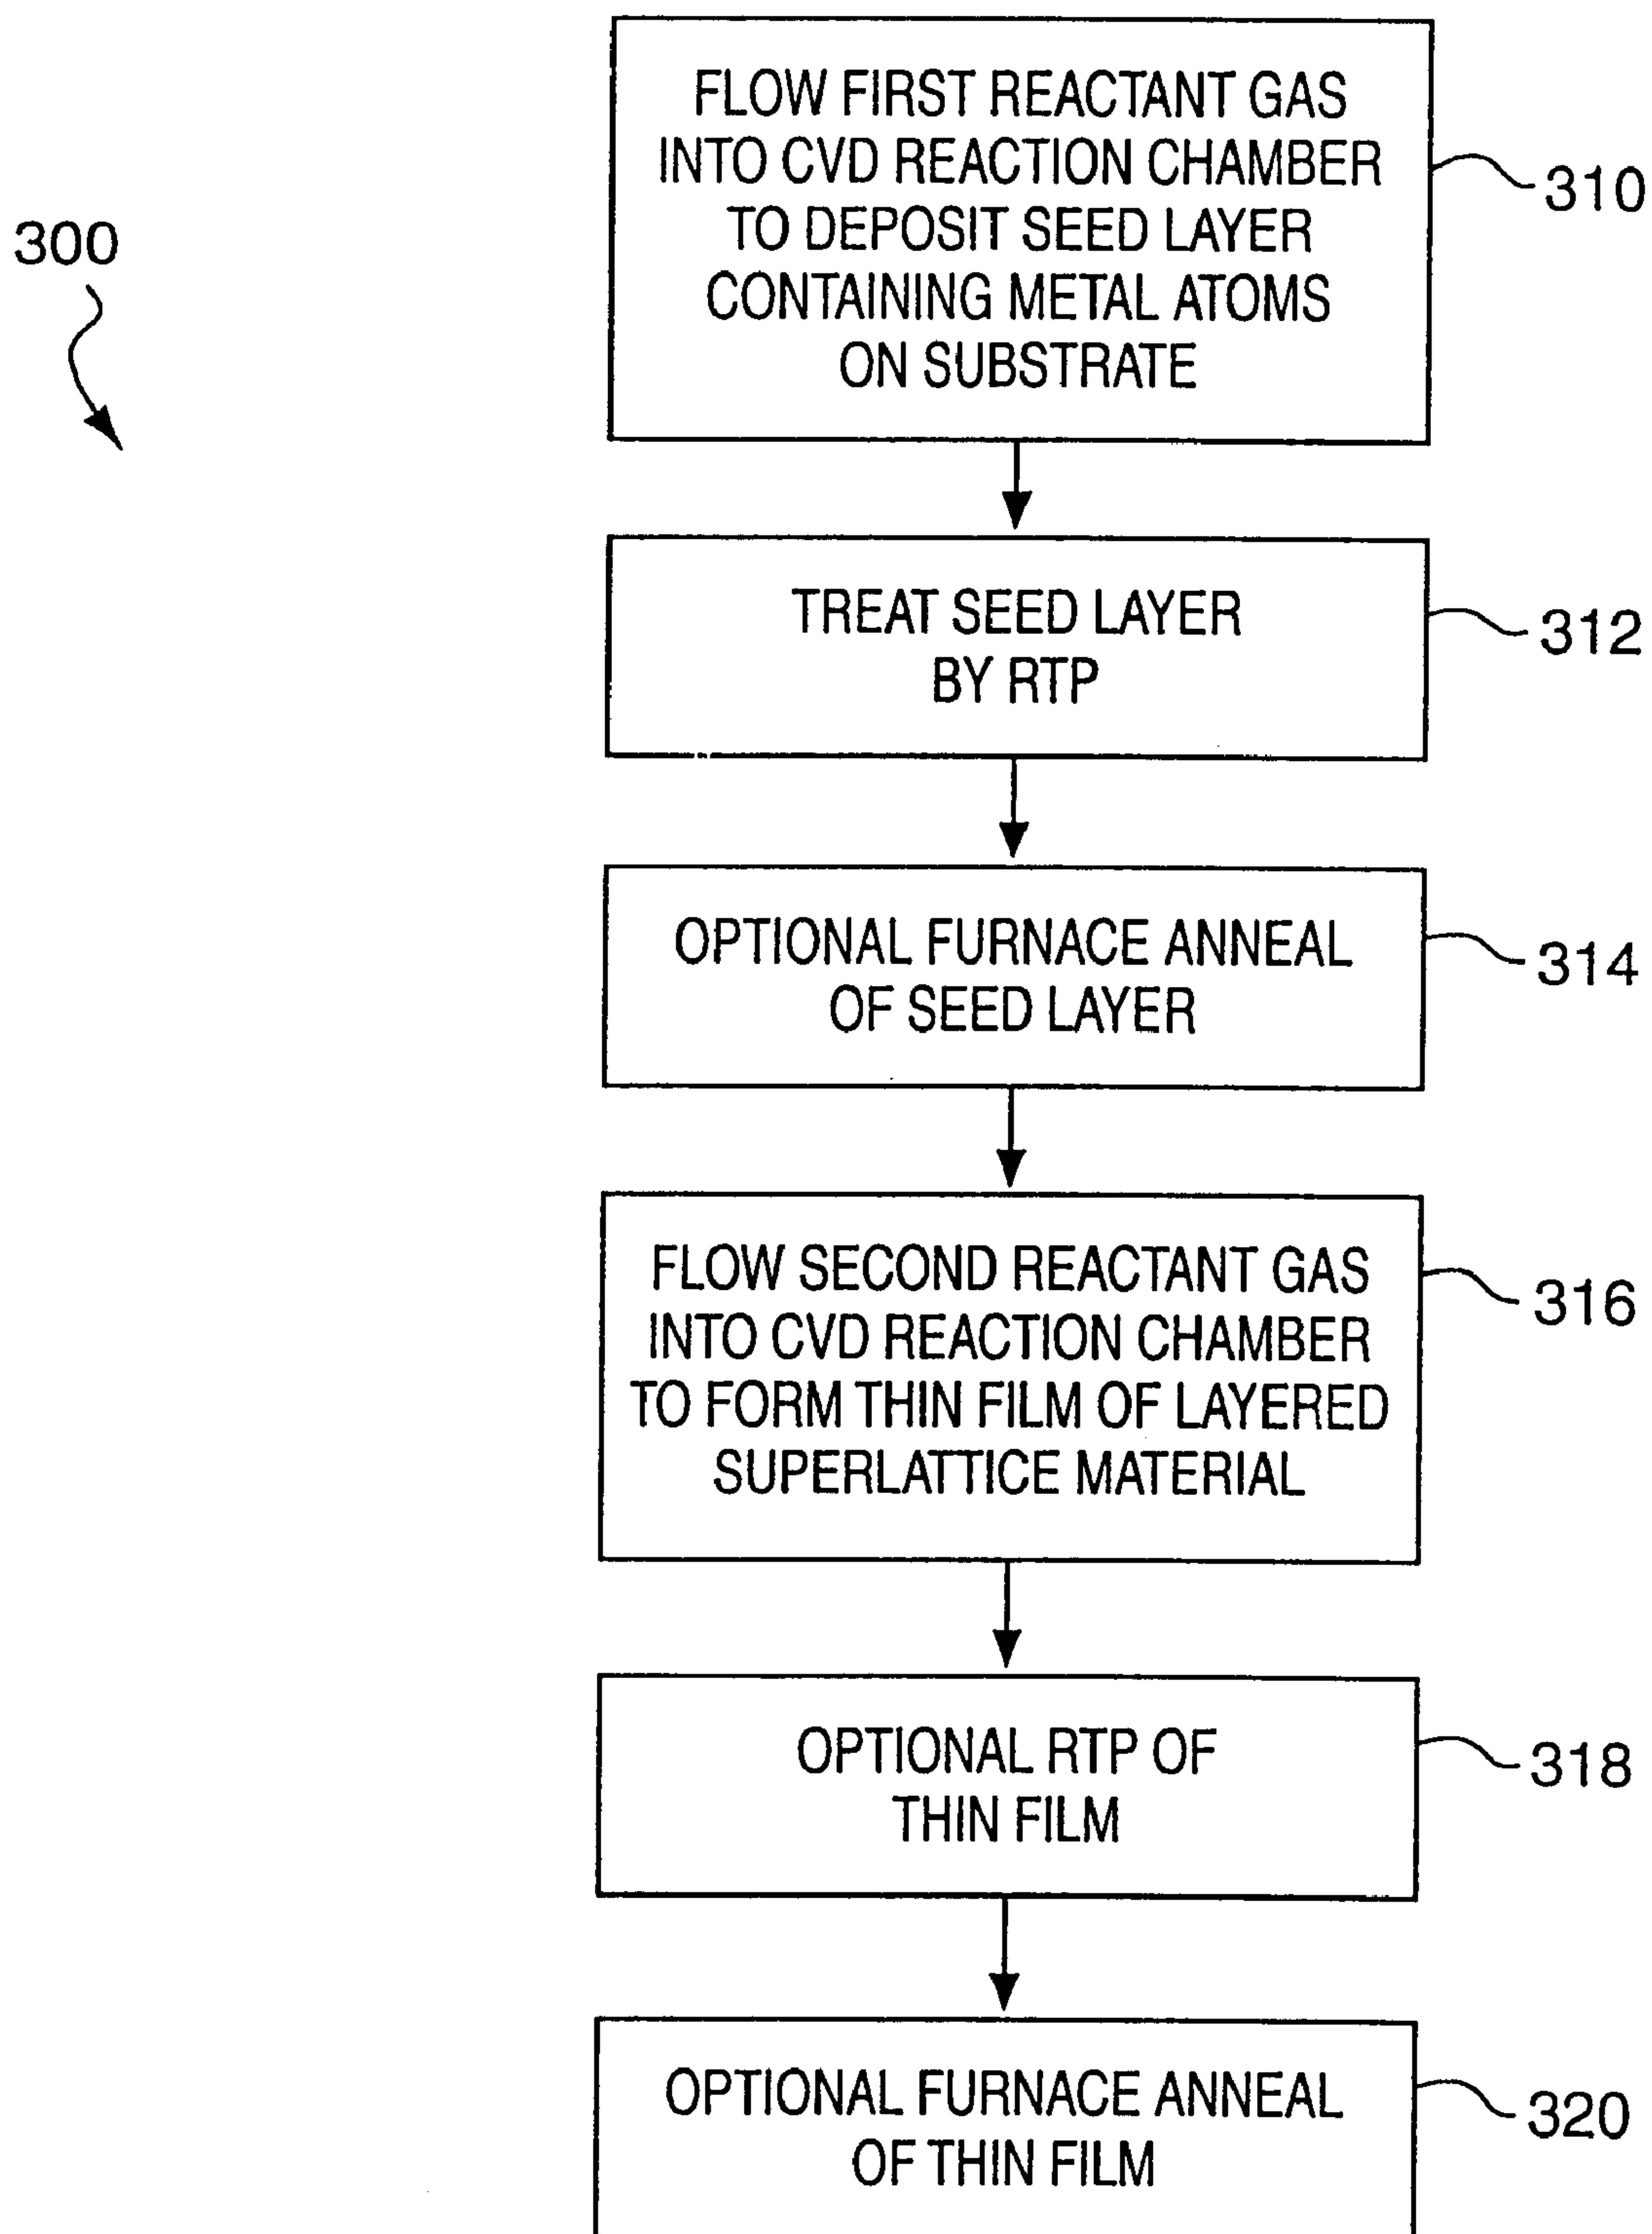 300
FLOW FIRST REACTANT GAS
INTO CVD REACTION CHAMBER
TO DEPOSIT SEED LAYER
CONTAINING METAL ATOMS
ON SUBSTRATE
310
TREAT SEED LAYER
BY RTP
312
OPTIONAL FURNACE ANNEAL
OF SEED LAYER
314
FLOW SECOND REACTANT GAS
INTO CVD REACTION CHAMBER
TO FORM THIN FILM OF LAYERED
SUPERLATTICE MATERIAL
316
OPTIONAL RTP OF
THIN FILM
318
OPTIONAL FURNACE ANNEAL
OF THIN FILM
320